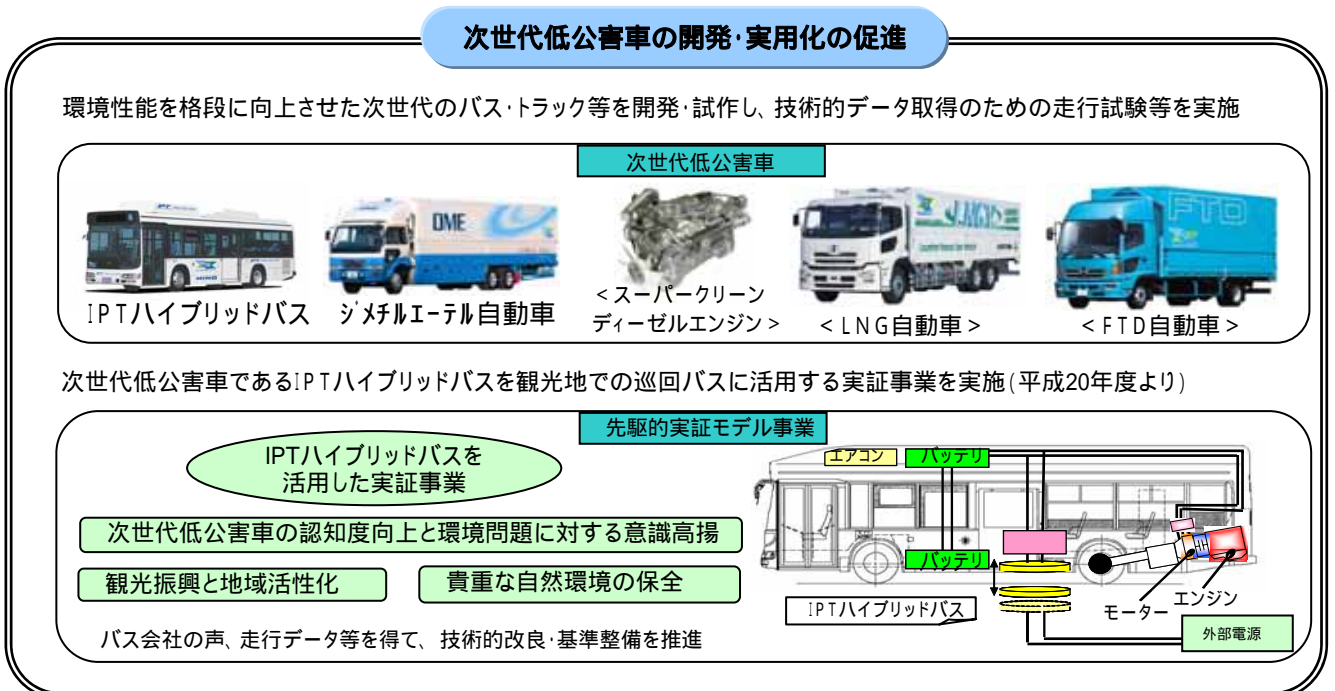 次世代低公害車の開発･実用化の促進
環境性能を格段に向上させた次世代のバス･トラック等を開発･試作し、技術的データ取得のための走行試験等を実施
次世代低公害車
DME
FTD
IPTハイブリッドバス
ジメチルエーテル自動車
<スーパークリーン
ディーゼルエンジン>
<LNG自動車>
<FTD自動車>
次世代低公害車であるIPTハイブリッドバスを観光地での巡回バスに活用する実証事業を実施(平成20年度より)
先駆的実証モデル事業
IPTハイブリッドバスを
活用した実証事業
次世代低公害車の認知度向上と環境問題に対する意識高揚
観光振興と地域活性化
貴重な自然環境の保全
バス会社の声、走行データ等を得て、技術的改良･基準整備を推進
エアコン
バッテリ
バッテリ
IPTハイブリッドバス
モーター
エンジン
外部電源